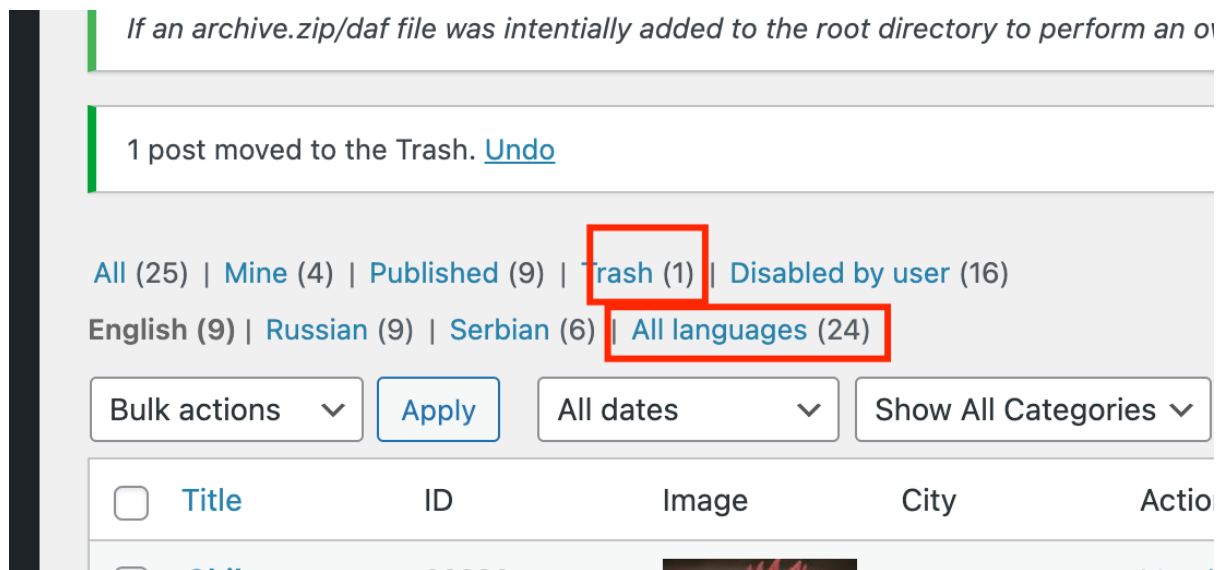 If an archive.zip/daf file was intentially added to the root directory to perform an
1 post moved to the Trash. Undo
All (25) | Mine (4) | Published (9) | Trash (1) | Disabled by user (16)
English (9) | Russian (9) | Serbian (6) | All languages (24)
Bulk actions Apply All dates Show All Categories
Title ID Image City